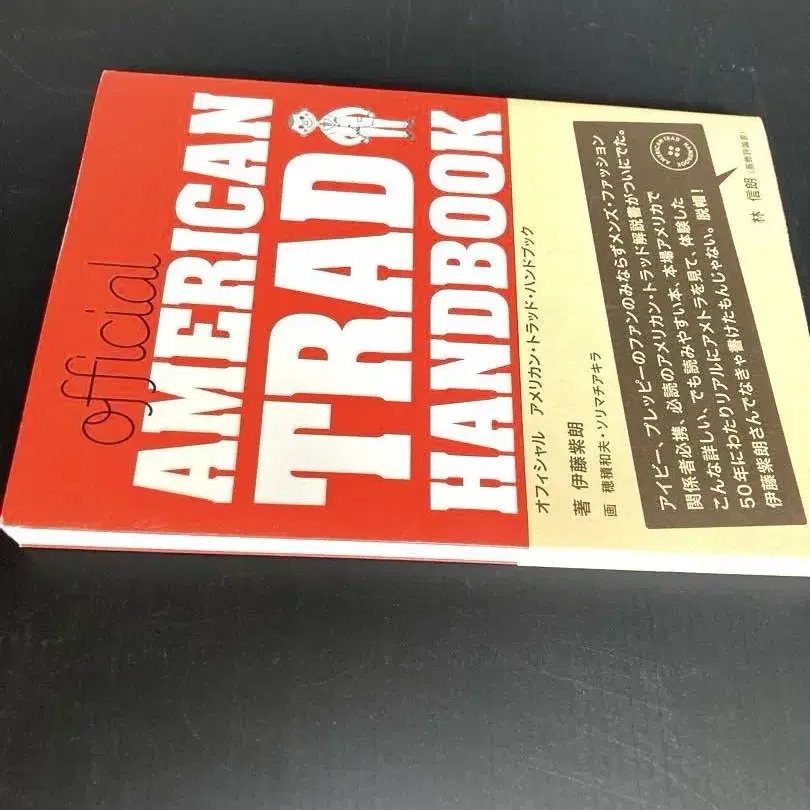 official
AMERICAN
TRAD
HANDBOOK
オフィシャル アメリカン・トラッド・ハンドブック
著 伊藤紫朗
画 穂積和夫・ソリマチアキラ
アイビー、プレッピーのファンのみならずメンズ・ファッション
関係者必携、必読のアメリカン・トラッド解説書がついにでた。
こんな詳しい、でも読みやすい本、本場アメリカで
50年にわたりリアルにアメトラを見て、体験した
伊藤紫朗さんでなきゃ書けたもんじゃない。脱帽!
AMERICAN TRAD HANDBOOK
林 信朗(服飾評論家)